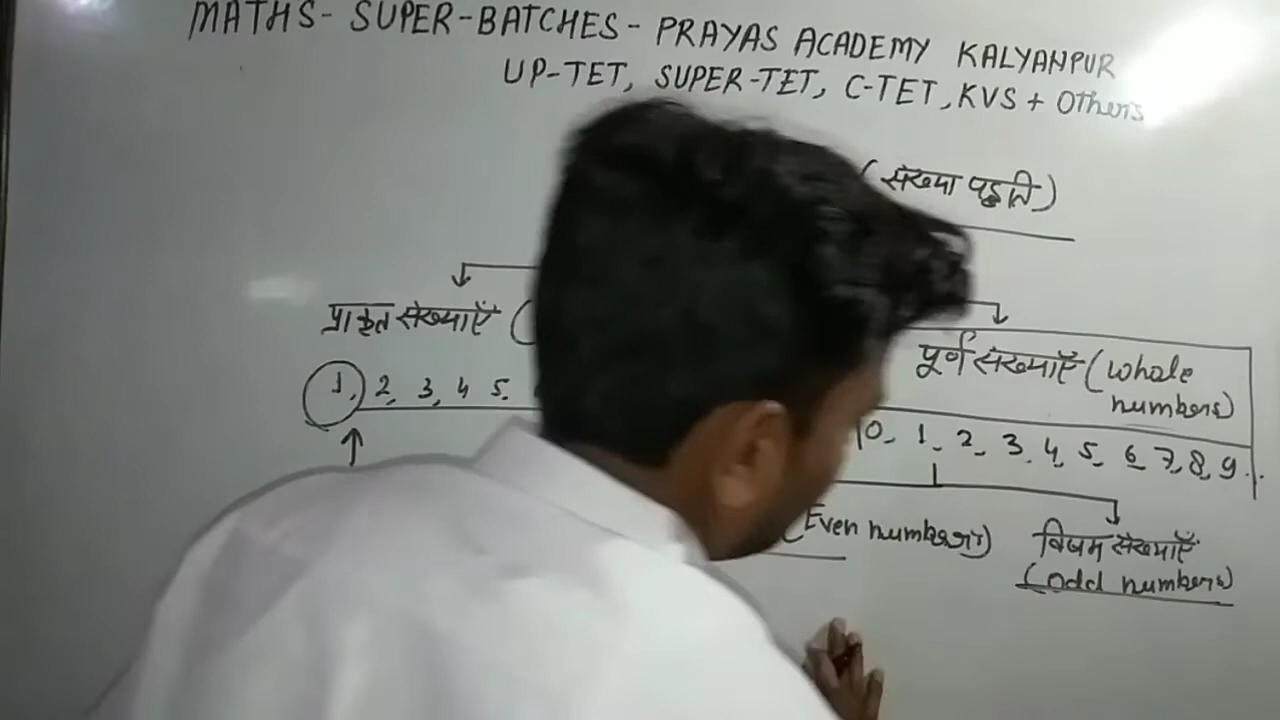 MATHS- SUPER-BATCHES- PRAYAS ACADEMY KALYANPUR
UP-TET, SUPER-TET, C-TET, KVS + Others
(संख्या पद्धति)
प्राकृत संख्याएँ (
1, 2, 3, 4 5.
पूर्ण संख्याएँ (whole
numbers)
0, 1, 2, 3, 4, 5, 6, 7, 8, 9..
(Even numbers)
विषम संख्याएँ
(odd numbers)